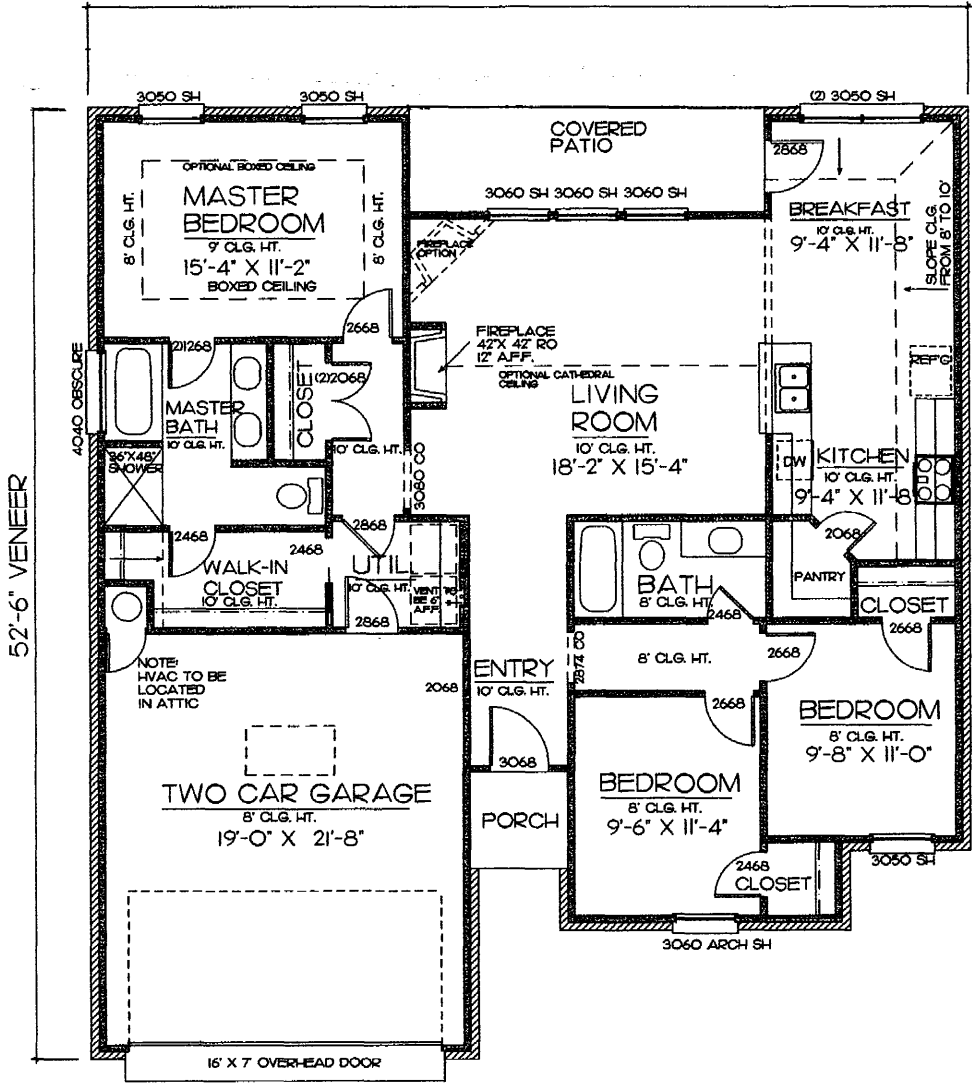 3050 SH
3050 SH
(2) 3050 SH
COVERED
PATIO
2868
OPTIONAL BOXED CEILING
MASTER
BEDROOM
9' CLG. HT.
15'-4" X 11'-2"
BOXED CEILING
8' CLG. HT.
8' CLG. HT.
3060 SH 3060 SH 3060 SH
BREAKFAST
10' CLG. HT.
9'-4" X 11'-8"
SLOPE CLG.
FROM 8' TO 10'
FIREPLACE
OPTION
2668
FIREPLACE
42"X 42" RO
12" A.F.F.
OPTIONAL CATHEDRAL
CEILING
4040 OBSCURE
(2)1268
MASTER
BATH
10' CLG. HT.
CLOSET
(2)2068
10' CLG. HT.
LIVING
ROOM
10' CLG. HT.
18'-2" X 15'-4"
REF'G
36"X48"
SHOWER
3080 CO
DW
KITCHEN
10' CLG. HT.
9'-4" X 11'-8"
52'-6" VENEER
2468
2468
2868
2068
WALK-IN
CLOSET
10' CLG. HT.
UTIL
10' CLG. HT.
VENT TO
BE 6"
A.F.F.
2868
BATH
8' CLG. HT.
2468
PANTRY
CLOSET
2668
NOTE:
HVAC TO BE
LOCATED
IN ATTIC
2068
ENTRY
10' CLG. HT.
2874 CO
8' CLG. HT.
2668
2668
3068
BEDROOM
8' CLG. HT.
9'-8" X 11'-0"
TWO CAR GARAGE
8' CLG. HT.
19'-0" X 21'-8"
PORCH
BEDROOM
8' CLG. HT.
9'-6" X 11'-4"
2468
CLOSET
3050 SH
3060 ARCH SH
16' X 7' OVERHEAD DOOR